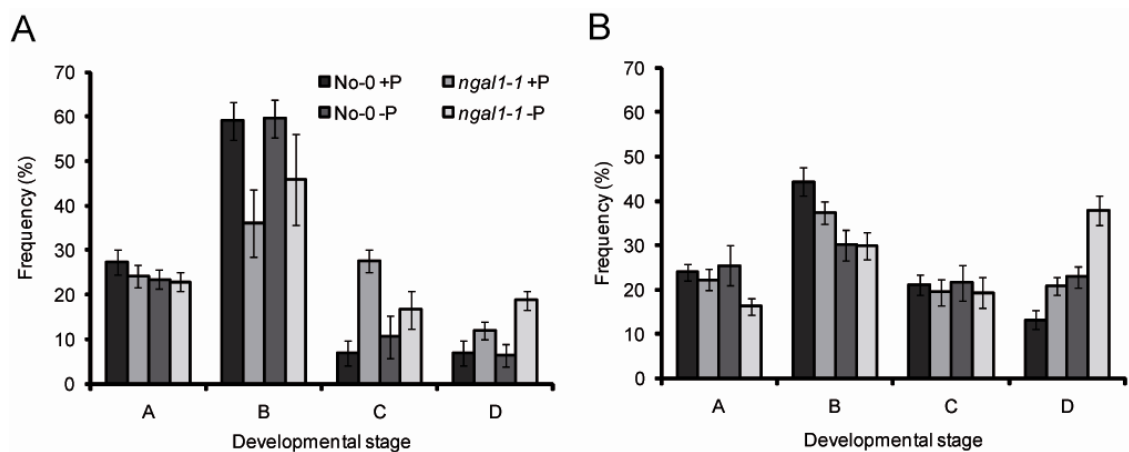 A
70
60
50
40
30
20
10
0
Frequency (%)
No-0 +P
ngal1-1 +P
No-0 -P
ngal1-1 -P
A B C D
Developmental stage
B
70
60
50
40
30
20
10
0
Frequency (%)
A B C D
Developmental stage